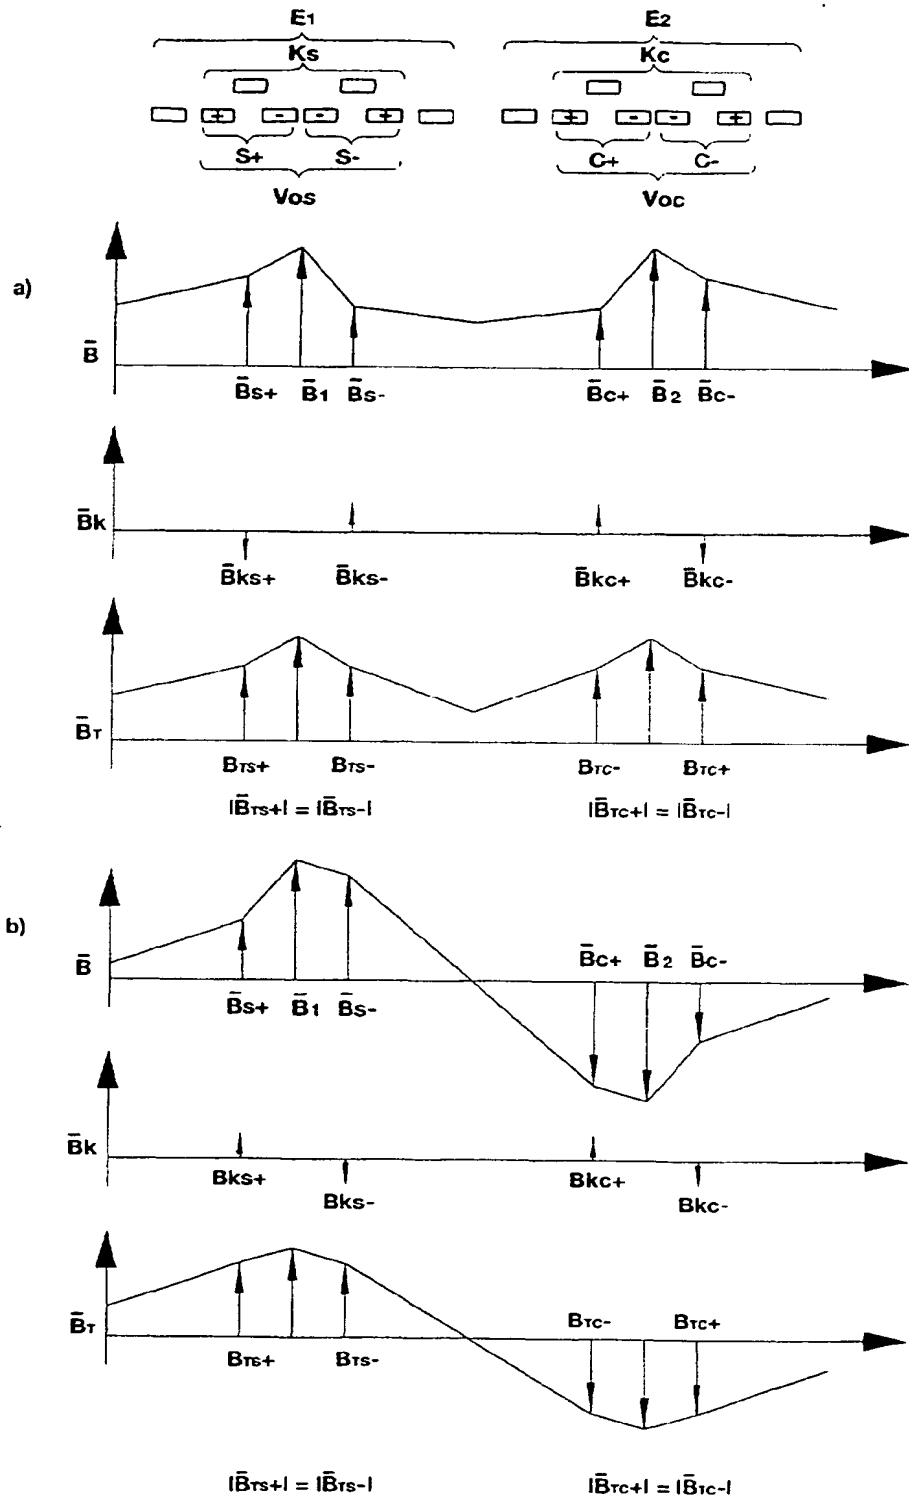 E1 E2
Ks Kc
+ - - + + - - +
S+ S- C+ C-
Vos Voc
a)
B̄
B̄s+ B̄1 B̄s- B̄c+ B̄2 B̄c-
B̄k
B̄ks+ B̄ks- B̄kc+ B̄kc-
B̄T
BTS+ BTS- BTC- BTC+
|B̄TS+| = |B̄TS-| |B̄TC+| = |B̄TC-|
b)
B̄
B̄c+ B̄2 B̄c-
B̄s+ B̄1 B̄s-
B̄k
Bks+ Bks- Bkc+ Bkc-
B̄T
BTC- BTC+
BTS+ BTS-
|B̄TS+| = |B̄TS-| |B̄TC+| = |B̄TC-|